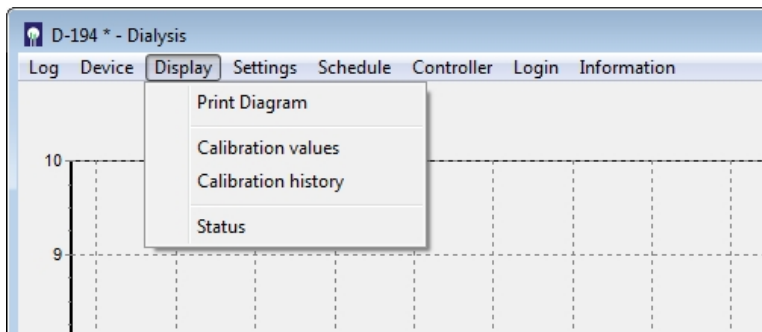 D-194 * - Dialysis
Log Device Display Settings Schedule Controller Login Information
Print Diagram
Calibration values
Calibration history
Status
10
9